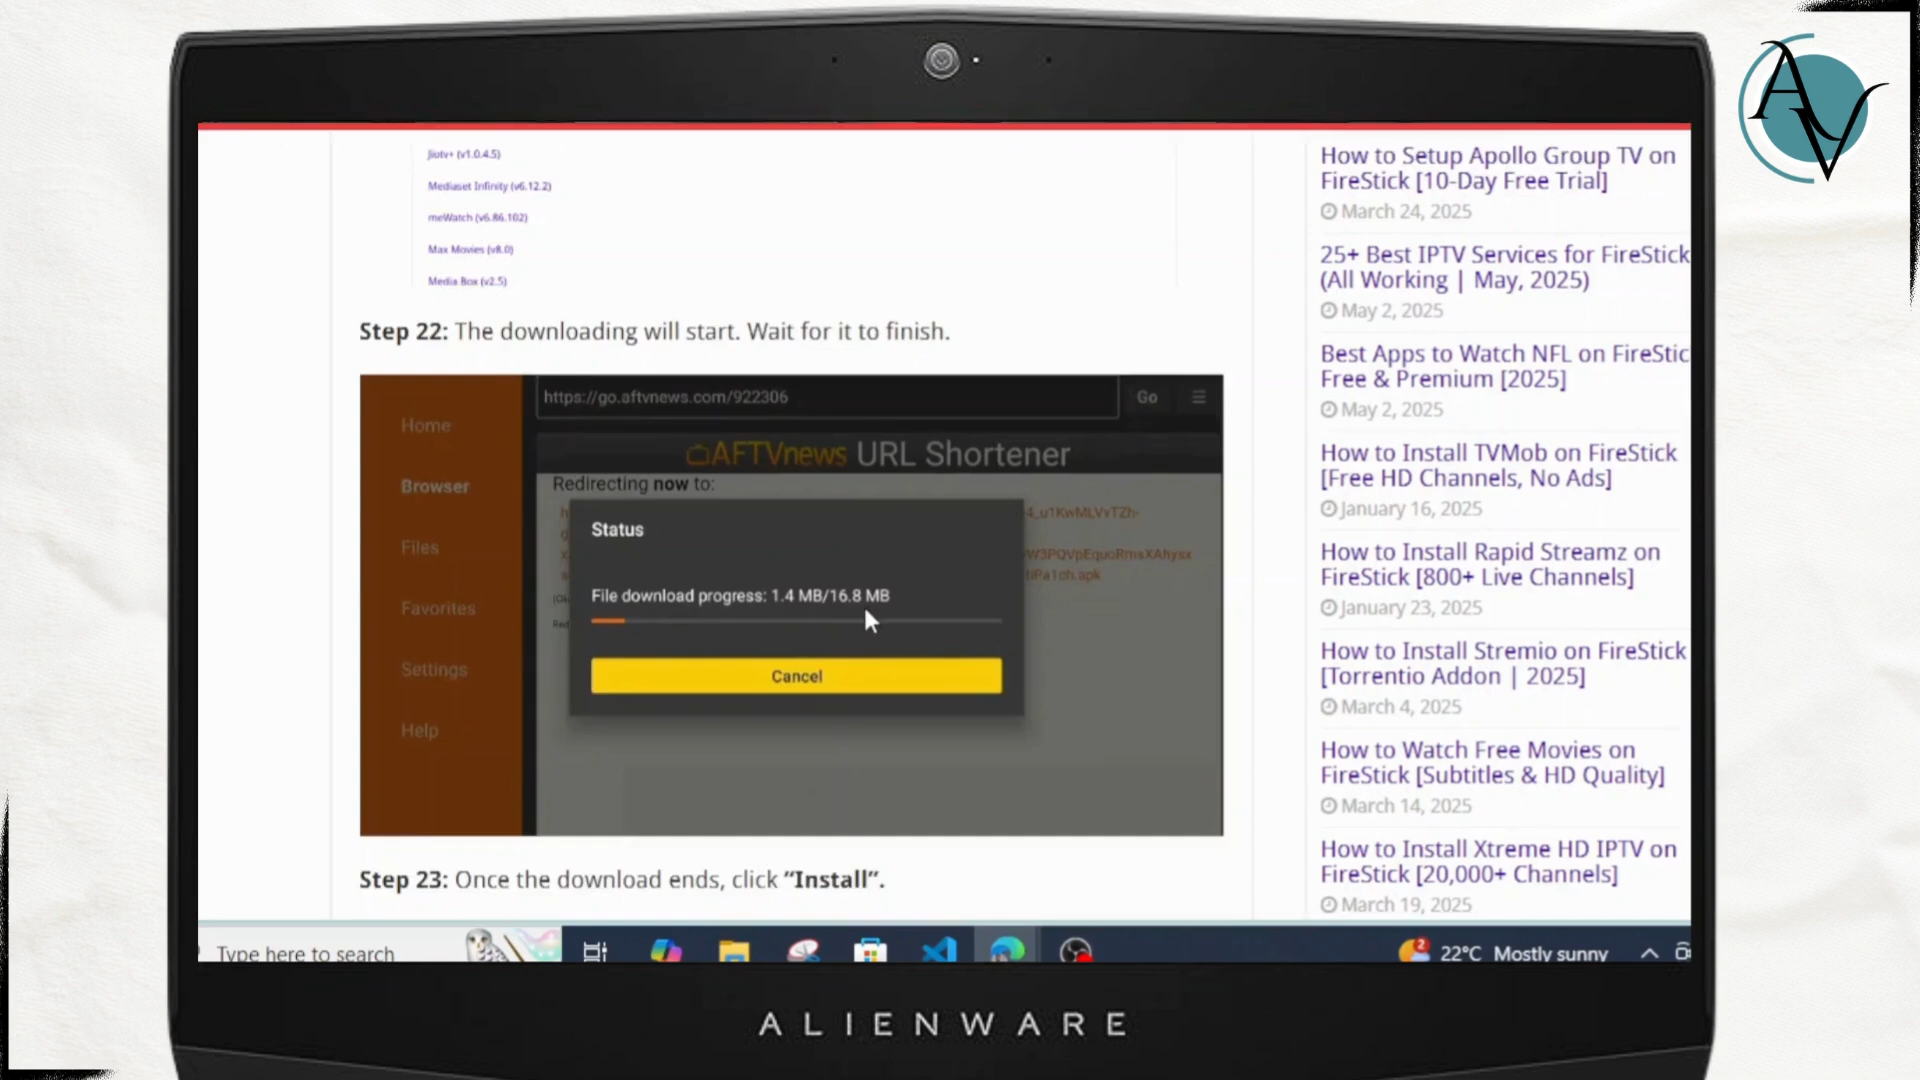 AV
Jiotv+ (v1.0.4.5)
Mediaset Infinity (v6.12.2)
meWatch (v6.86.102)
Max Movies (v8.0)
Media Box (v2.5)
Step 22: The downloading will start. Wait for it to finish.
https://go.aftvnews.com/922306
Go
AFTVnews URL Shortener
Home
Browser
Files
Favorites
Settings
Help
Redirecting now to:
Status
File download progress: 1.4 MB/16.8 MB
Cancel
Step 23: Once the download ends, click “Install”.
How to Setup Apollo Group TV on
FireStick [10-Day Free Trial]
March 24, 2025
25+ Best IPTV Services for FireStick
(All Working | May, 2025)
May 2, 2025
Best Apps to Watch NFL on FireStic
Free & Premium [2025]
May 2, 2025
How to Install TVMob on FireStick
[Free HD Channels, No Ads]
January 16, 2025
How to Install Rapid Streamz on
FireStick [800+ Live Channels]
January 23, 2025
How to Install Stremio on FireStick
[Torrentio Addon | 2025]
March 4, 2025
How to Watch Free Movies on
FireStick [Subtitles & HD Quality]
March 14, 2025
How to Install Xtreme HD IPTV on
FireStick [20,000+ Channels]
March 19, 2025
Type here to search
2
22°C Mostly sunny
ALIENWARE